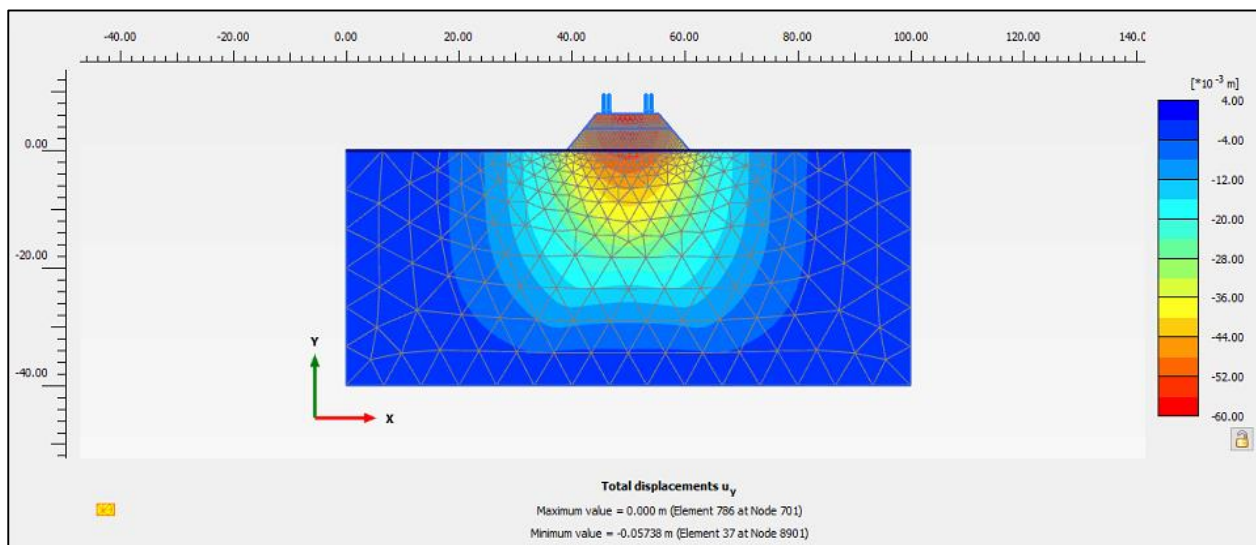 -40.00 -20.00 0.00 20.00 40.00 60.00 80.00 100.00 120.00 140.0
[*10⁻³ m]
4.00
0.00
-4.00
-12.00
-20.00
-20.00
-28.00
-36.00
-44.00
Y
-40.00
-52.00
X
-60.00
Total displacements uy
Maximum value = 0.000 m (Element 786 at Node 701)
Minimum value = -0.05738 m (Element 37 at Node 8901)